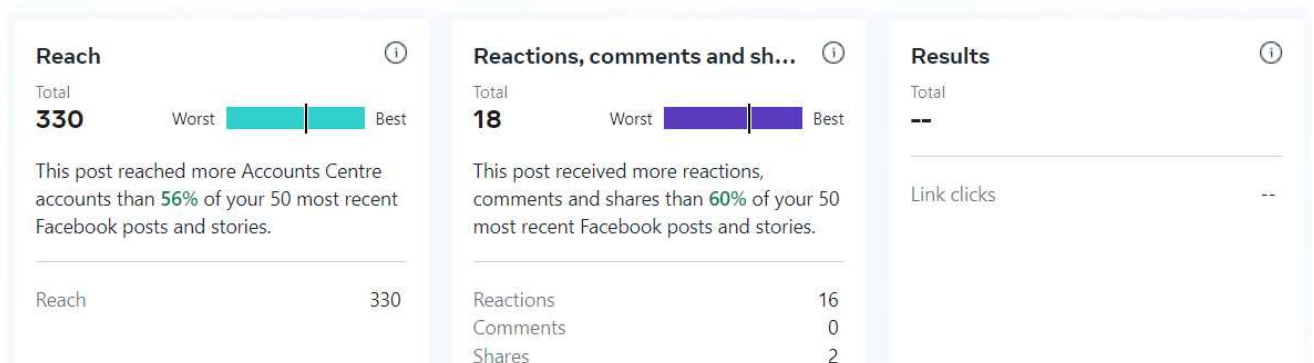 Reach
Total
330
Worst
Best
This post reached more Accounts Centre
accounts than 56% of your 50 most recent
Facebook posts and stories.
Reach 330
Reactions, comments and sh...
Total
18
Worst
Best
This post received more reactions,
comments and shares than 60% of your 50
most recent Facebook posts and stories.
Reactions 16
Comments 0
Shares 2
Results
Total
--
Link clicks --